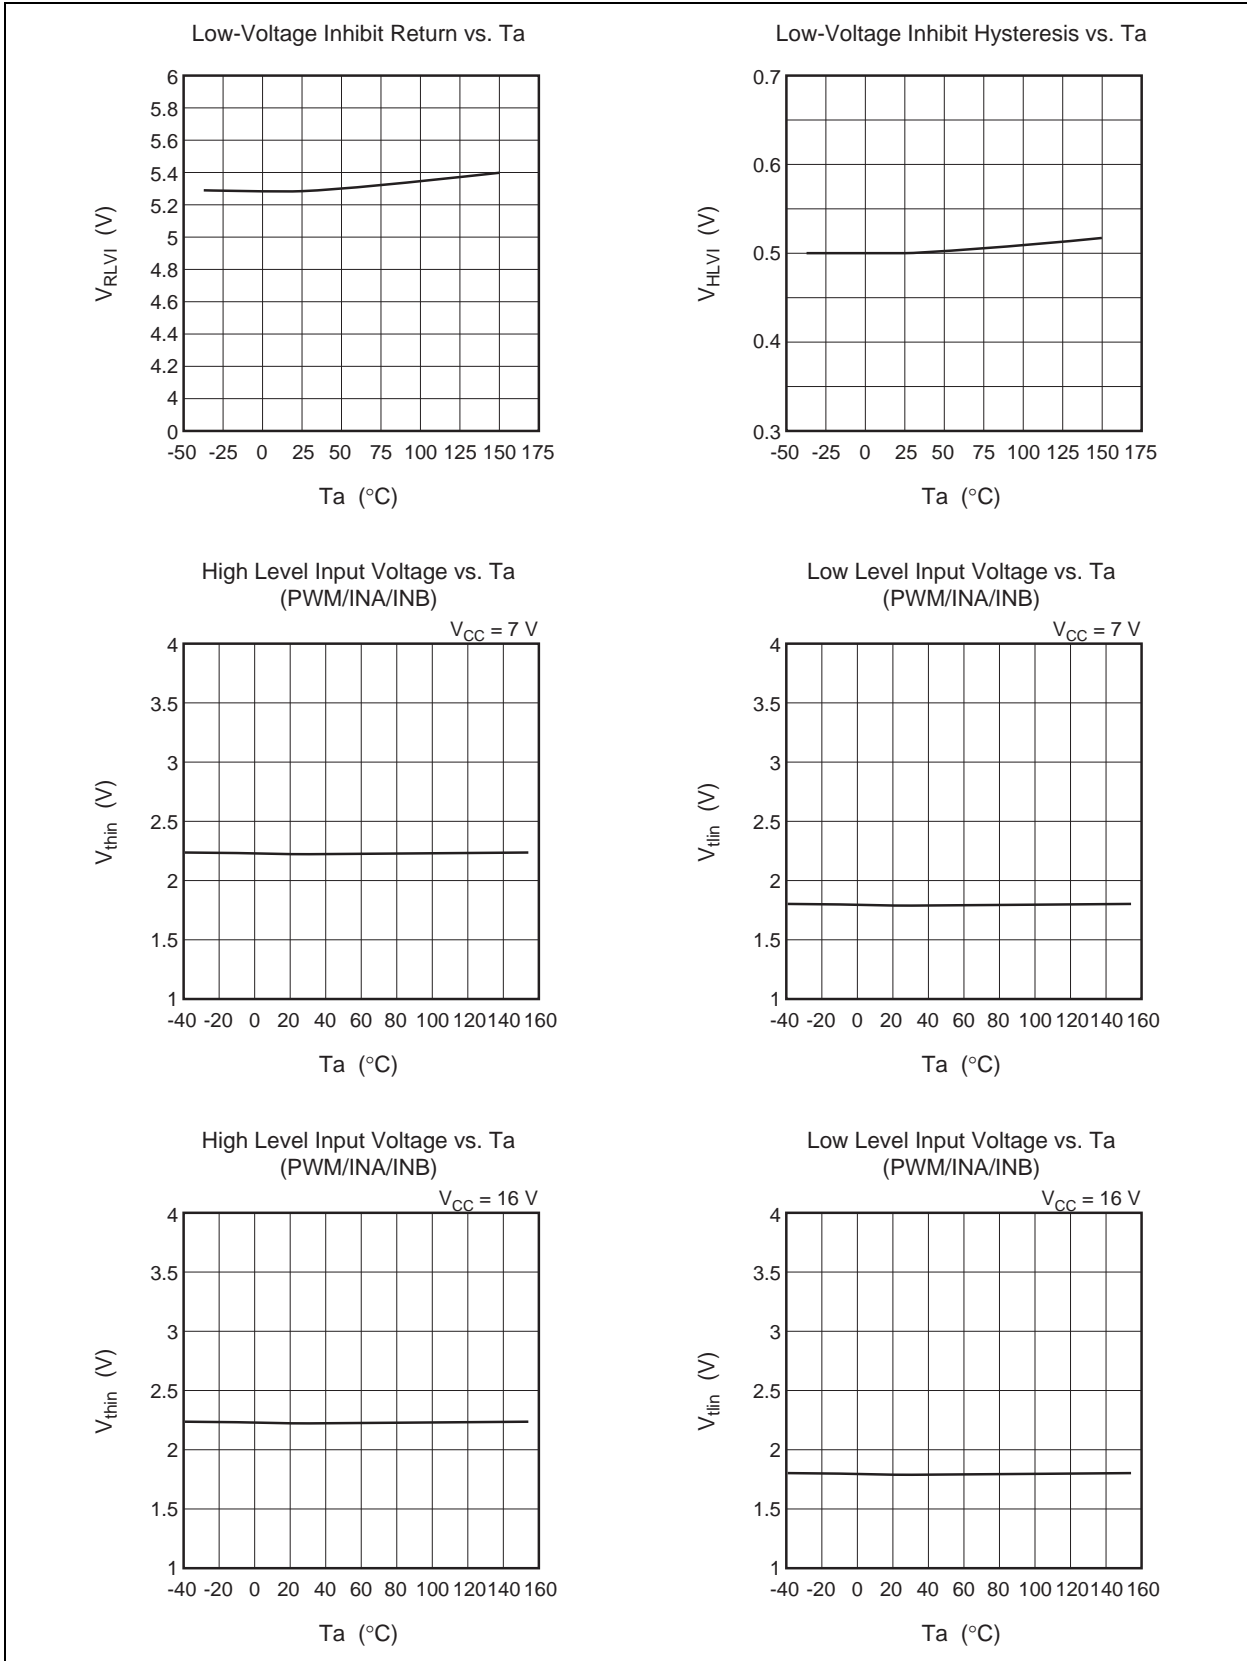 Low-Voltage Inhibit Return vs. Ta
6
5.8
5.6
5.4
5.2
5
4.8
4.6
4.4
4.2
4
0
VRLVI (V)
-50 -25 0 25 50 75 100 125 150 175
Ta (°C)
Low-Voltage Inhibit Hysteresis vs. Ta
0.7
0.6
0.5
0.4
0.3
VHLVI (V)
-50 -25 0 25 50 75 100 125 150 175
Ta (°C)
High Level Input Voltage vs. Ta
(PWM/INA/INB)
VCC = 7 V
4
3.5
3
2.5
2
1.5
1
Vthin (V)
-40 -20 0 20 40 60 80 100 120 140 160
Ta (°C)
Low Level Input Voltage vs. Ta
(PWM/INA/INB)
VCC = 7 V
4
3.5
3
2.5
2
1.5
1
Vtlin (V)
-40 -20 0 20 40 60 80 100 120 140 160
Ta (°C)
High Level Input Voltage vs. Ta
(PWM/INA/INB)
VCC = 16 V
4
3.5
3
2.5
2
1.5
1
Vthin (V)
-40 -20 0 20 40 60 80 100 120 140 160
Ta (°C)
Low Level Input Voltage vs. Ta
(PWM/INA/INB)
VCC = 16 V
4
3.5
3
2.5
2
1.5
1
Vtlin (V)
-40 -20 0 20 40 60 80 100 120 140 160
Ta (°C)